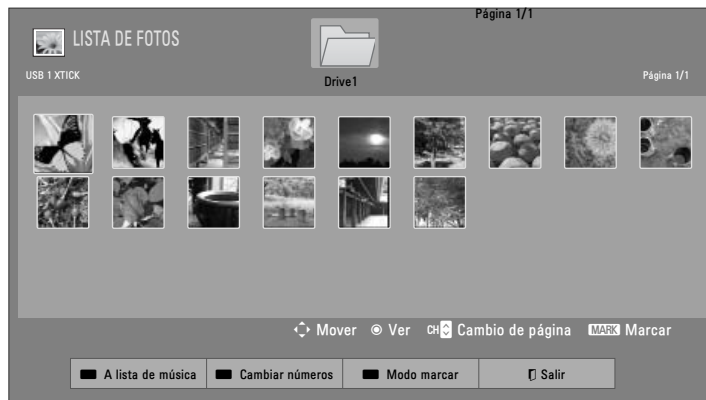 Página 1/1
LISTA DE FOTOS
Drive1
USB 1 XTICK
Página 1/1
Mover Ver CH Cambio de página MARK Marcar
A lista de música Cambiar números Modo marcar Salir